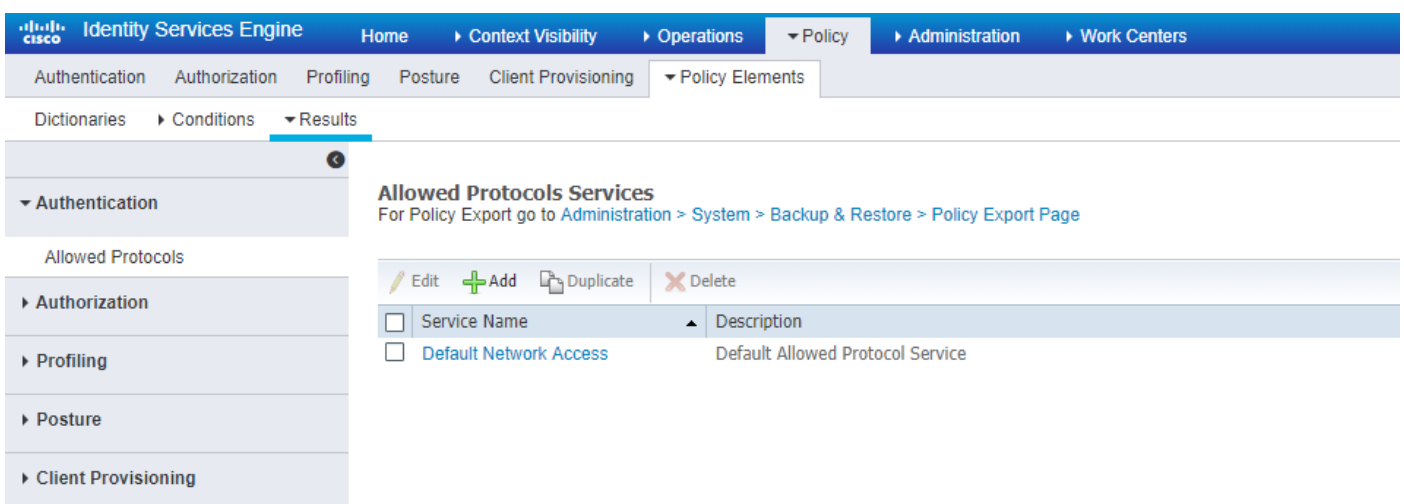 cisco Identity Services Engine Home Context Visibility Operations Policy Administration Work Centers
Authentication Authorization Profiling Posture Client Provisioning Policy Elements
Dictionaries Conditions Results
Authentication
Allowed Protocols
Authorization
Profiling
Posture
Client Provisioning
Allowed Protocols Services
For Policy Export go to Administration > System > Backup & Restore > Policy Export Page
Edit Add Duplicate Delete
Service Name Description
Default Network Access Default Allowed Protocol Service